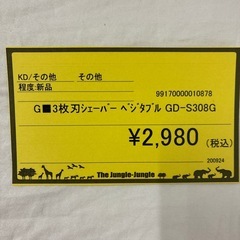 KD/その他 その他
程度:新品
99170000010878
G■3枚刃シェーバー ベジタブル GD-S308G
¥2,980 (税込)
200824
The Jungle-Jungle